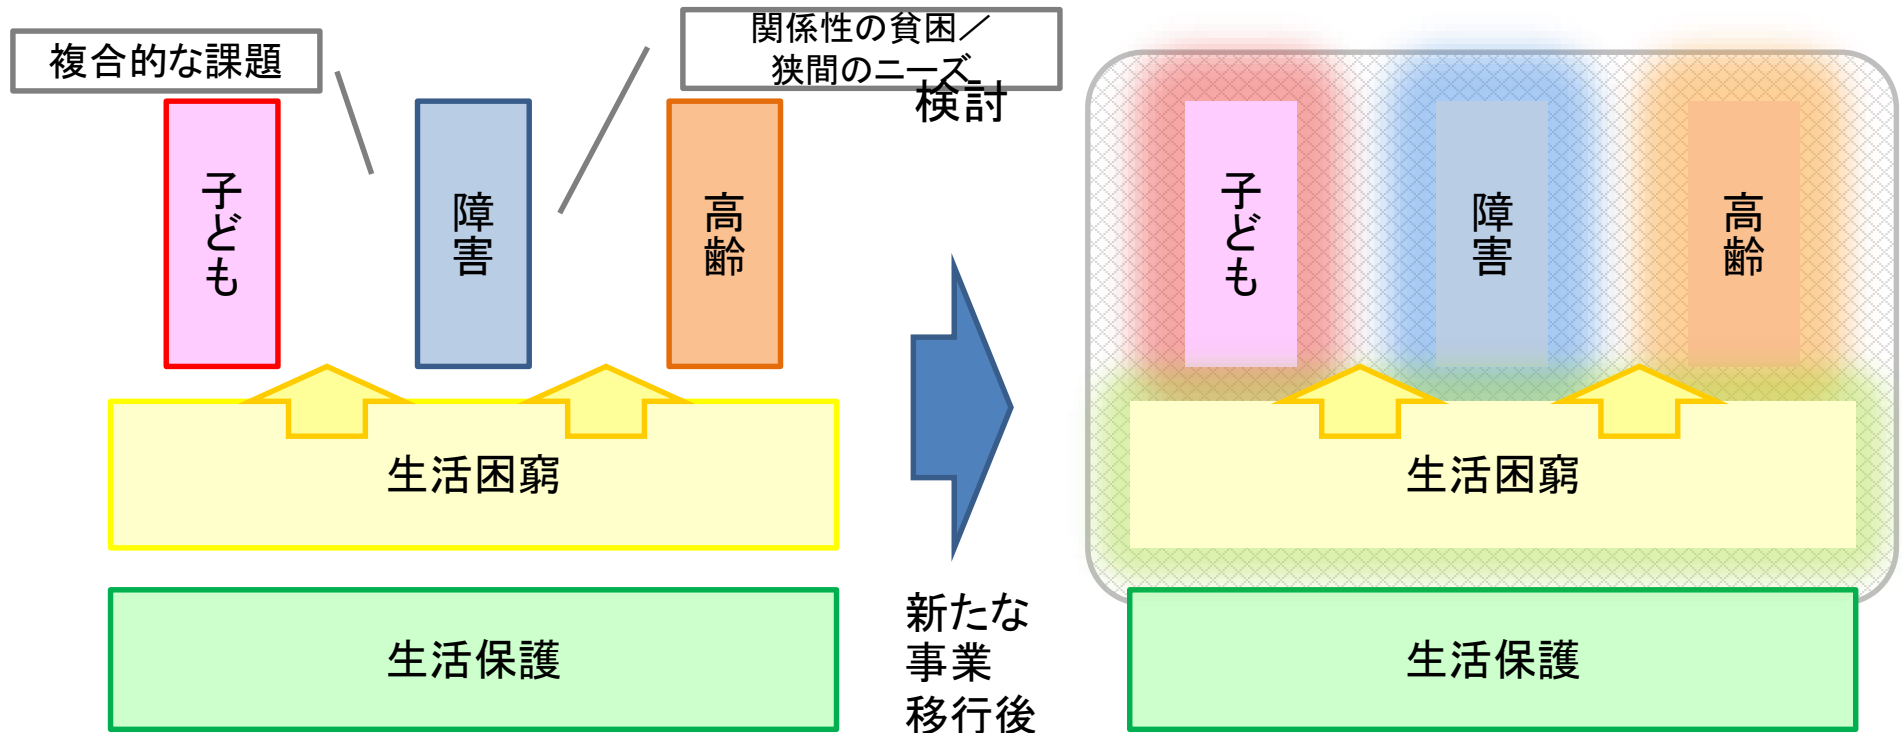 複合的な課題
関係性の貧困／
狭間のニーズ
検討
子ども
障害
高齢
生活困窮
生活保護
新たな
事業
移行後
子ども
障害
高齢
生活困窮
生活保護